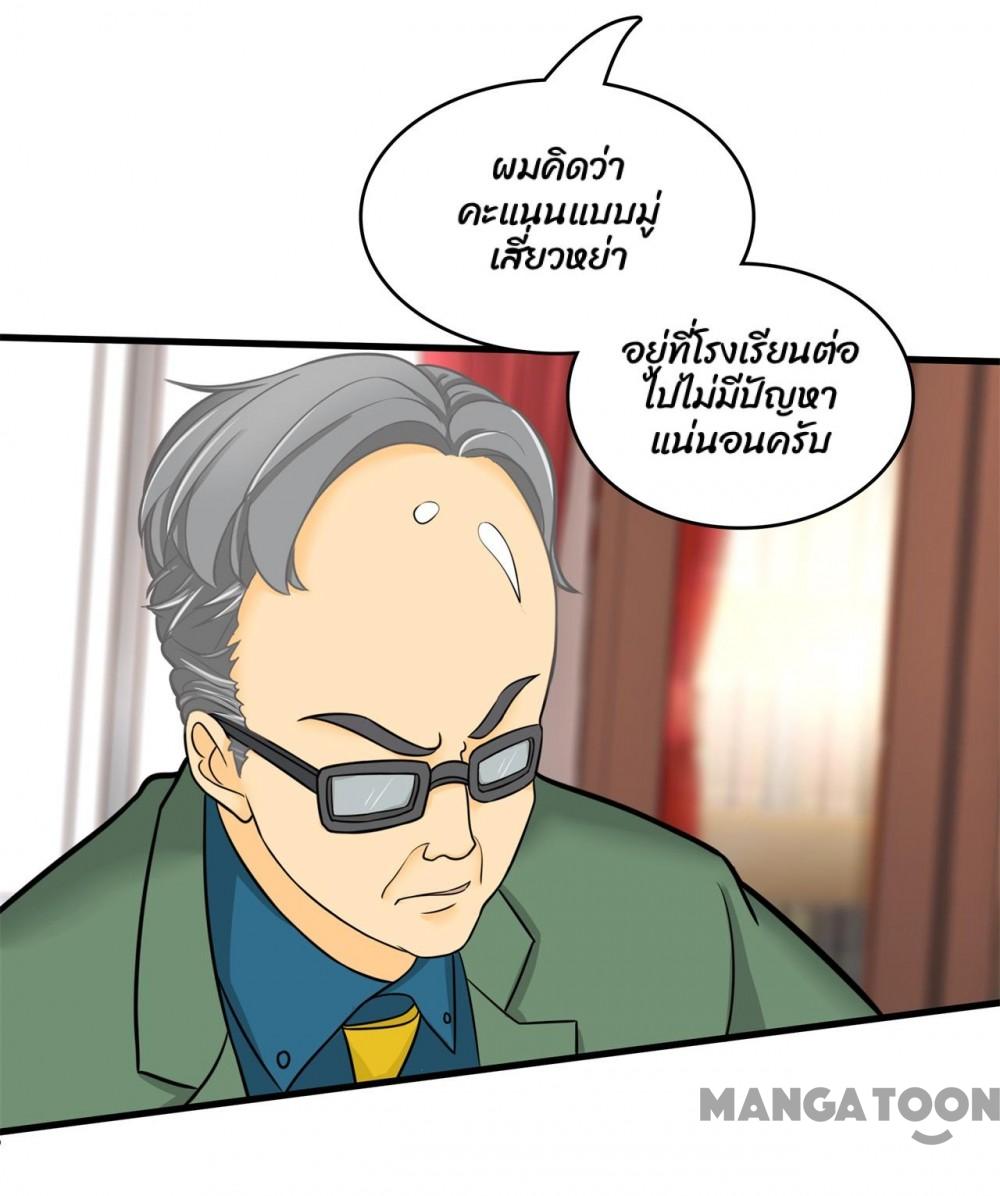 ผมคิดว่า
คะแนนแบบมู่
เสี่ยวหย่า
อยู่ที่โรงเรียนต่อ
ไปไม่มีปัญหา
แน่นอนครับ
MANGATOON